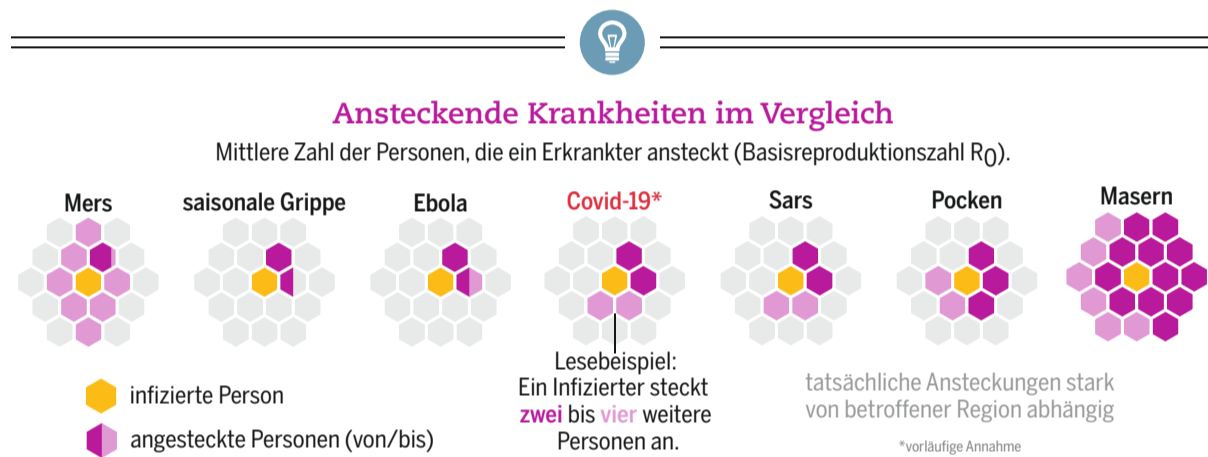 Ansteckende Krankheiten im Vergleich
Mittlere Zahl der Personen, die ein Erkrankter ansteckt (Basisreproduktionszahl R0).
Mers
saisonale Grippe
Ebola
Covid-19*
Sars
Pocken
Masern
Lesebeispiel:
Ein Infizierter steckt
zwei bis vier weitere
Personen an.
infizierte Person
angesteckte Personen (von/bis)
tatsächliche Ansteckungen stark
von betroffener Region abhängig
*vorläufige Annahme